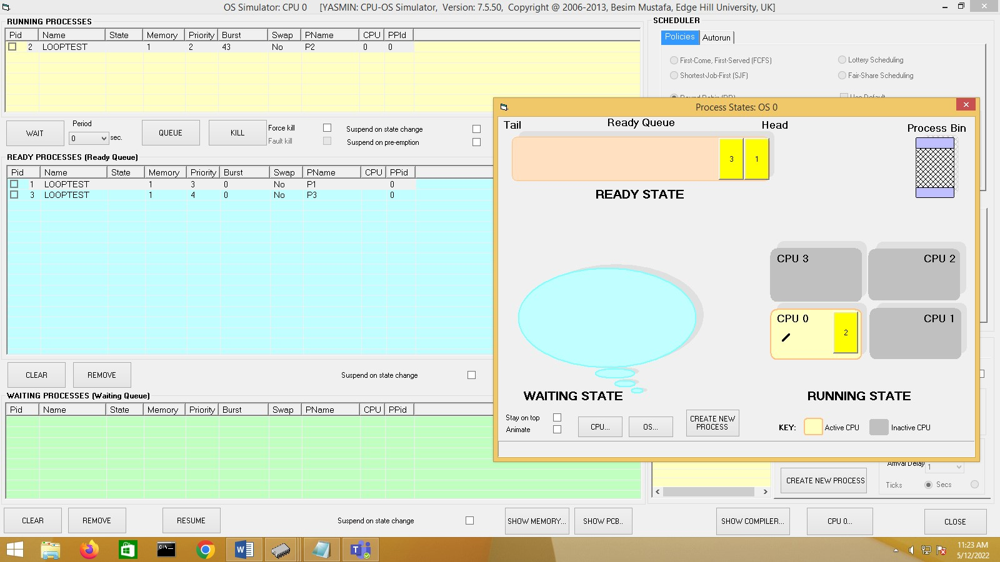 OS Simulator: CPU 0 [YASMIN: CPU-OS Simulator, Version: 7.5.50, Copyright @ 2006-2013, Besim Mustafa, Edge Hill University, UK]
RUNNING PROCESSES
Pid Name State Memory Priority Burst Swap PName CPU PPId
2 LOOPTEST 1 2 43 No P2 0 0
WAIT
Period
0 sec.
QUEUE
KILL
Force kill
Fault kill
Suspend on state change
Suspend on pre-emption
READY PROCESSES (Ready Queue)
Pid Name State Memory Priority Burst Swap PName CPU PPId
1 LOOPTEST 1 3 0 No P1 0
3 LOOPTEST 1 4 0 No P3 0
CLEAR
REMOVE
Suspend on state change
WAITING PROCESSES (Waiting Queue)
Pid Name State Memory Priority Burst Swap PName CPU PPId
CLEAR
REMOVE
RESUME
Suspend on state change
SHOW MEMORY...
SHOW PCB..
SCHEDULER
Policies Autorun
First-Come, First-Served (FCFS)
Shortest-Job-First (SJF)
Round Robin (RR)
Lottery Scheduling
Fair-Share Scheduling
Use Default
Process States: OS 0
Tail Ready Queue Head
Process Bin
3 1
READY STATE
CPU 3
CPU 2
CPU 0
2
CPU 1
WAITING STATE
RUNNING STATE
Stay on top
Animate
CPU...
OS...
CREATE NEW
PROCESS
KEY: Active CPU Inactive CPU
CREATE NEW PROCESS
Arrival Delay 1
Ticks Secs
SHOW COMPILER...
CPU 0...
CLOSE
11:23 AM
5/12/2022